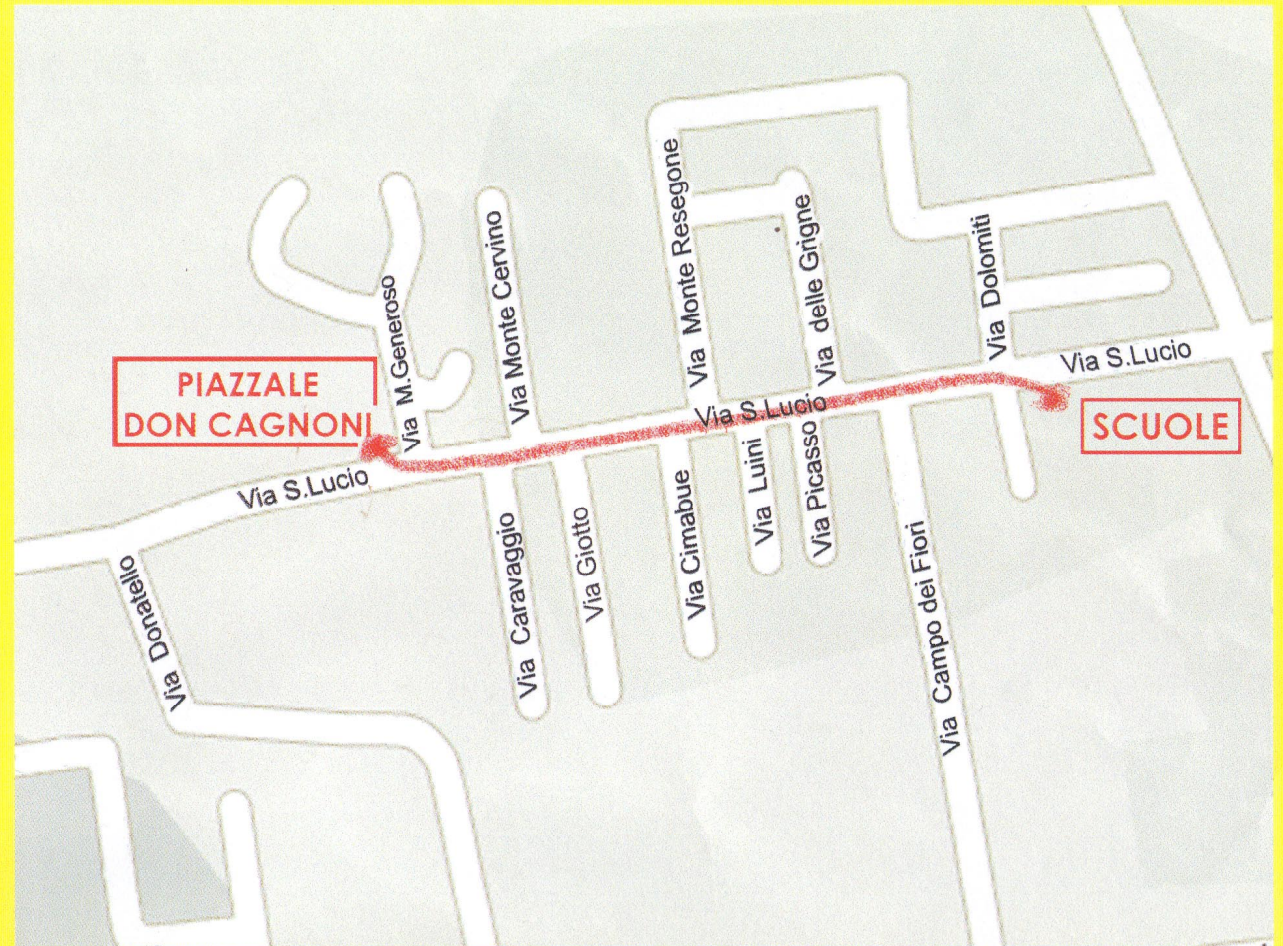 PIAZZALE
DON CAGNONI
Via M.Generoso
Via Monte Cervino
Via Monte Resegone
Via delle Grigne
Via Dolomiti
Via S.Lucio
Via S.Lucio
Via S.Lucio
SCUOLE
Via Donatello
Via Caravaggio
Via Giotto
Via Cimabue
Via Luini
Via Picasso
Via Campo dei Fiori